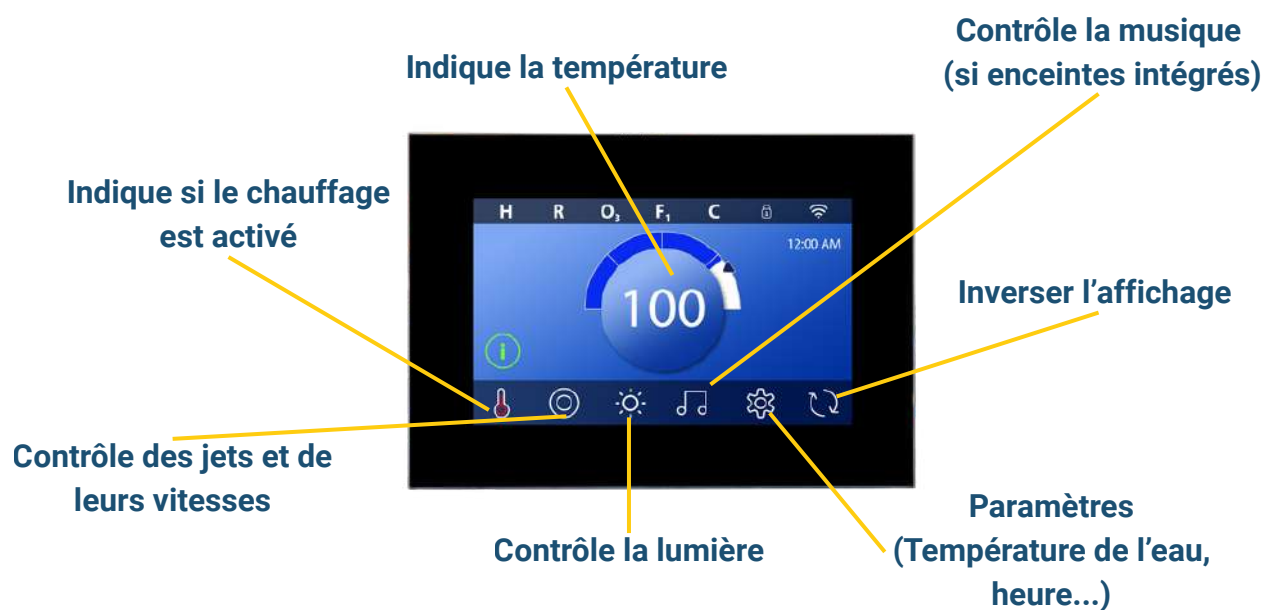 Contrôle la musique
(si enceintes intégrés)
Indique la température
Indique si le chauffage
est activé
H R O₃ F₁ C
12:00 AM
100
i
Inverser l'affichage
Contrôle des jets et de
leurs vitesses
Contrôle la lumière
Paramètres
(Température de l'eau,
heure...)